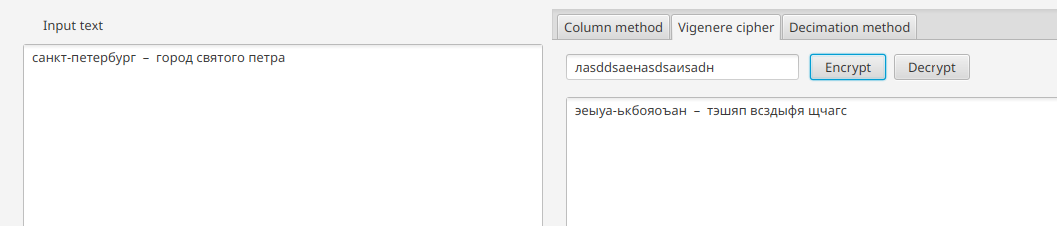 Input text
Column method
Vigenere cipher
Decimation method
лasddsaeнasdsaиsadн
Encrypt
Decrypt
санкт-петербург – город святого петра
эеыуа-ькбояоъан – тэшяп всздыфя щчагс